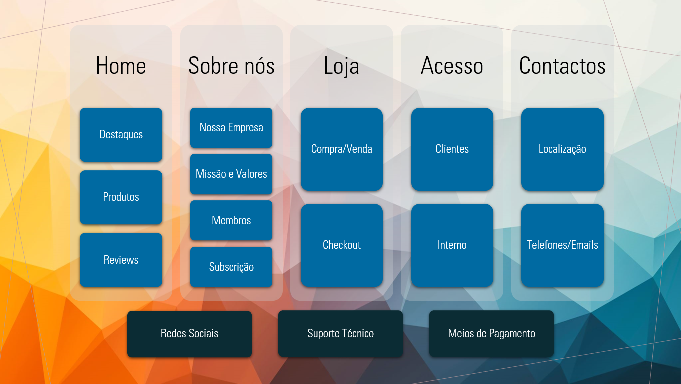 Home
Destaques
Produtos
Reviews
Sobre nós
Nossa Empresa
Missão e Valores
Membros
Subscrição
Loja
Compra/Venda
Checkout
Acesso
Clientes
Interno
Contactos
Localização
Telefones/Emails
Redes Sociais
Suporte Técnico
Meios de Pagamento